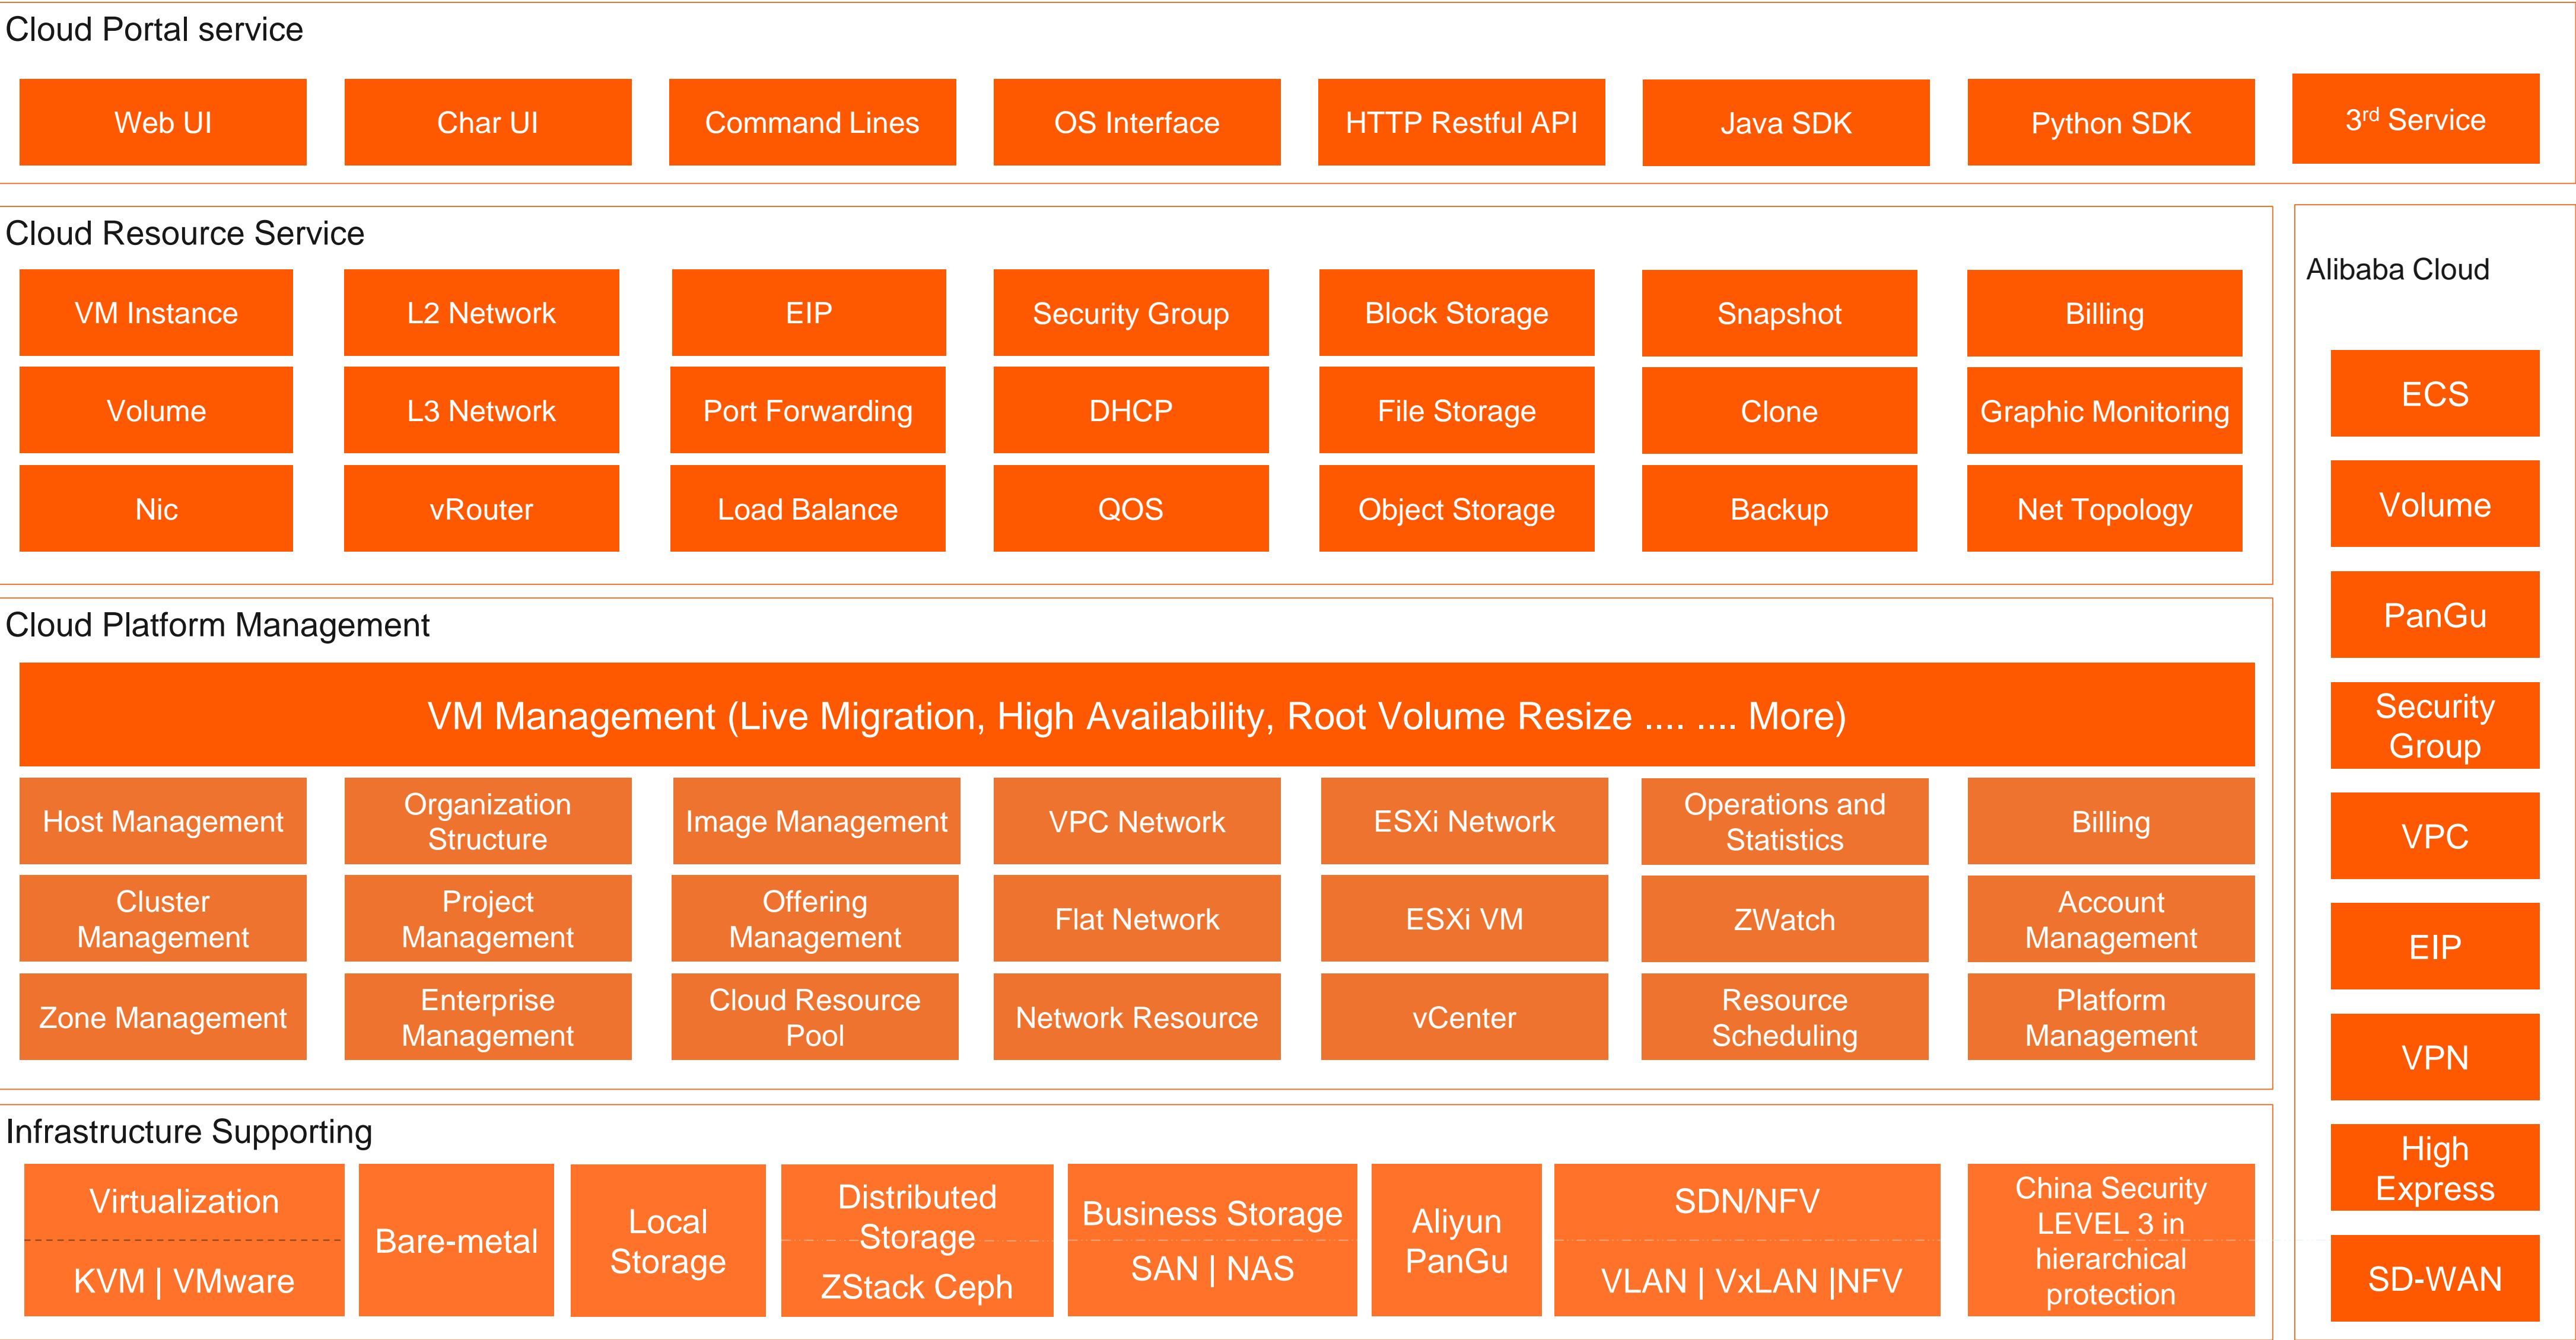 Cloud Portal service
Web UI
Char UI
Command Lines
OS Interface
HTTP Restful API
Java SDK
Python SDK
3rd Service
Cloud Resource Service
VM Instance
L2 Network
EIP
Security Group
Block Storage
Snapshot
Billing
Volume
L3 Network
Port Forwarding
DHCP
File Storage
Clone
Graphic Monitoring
Nic
vRouter
Load Balance
QOS
Object Storage
Backup
Net Topology
Cloud Platform Management
VM Management (Live Migration, High Availability, Root Volume Resize .... .... More)
Host Management
Organization
Structure
Image Management
VPC Network
ESXi Network
Operations and
Statistics
Billing
Cluster
Management
Project
Management
Offering
Management
Flat Network
ESXi VM
ZWatch
Account
Management
Zone Management
Enterprise
Management
Cloud Resource
Pool
Network Resource
vCenter
Resource
Scheduling
Platform
Management
Infrastructure Supporting
Virtualization
KVM | VMware
Bare-metal
Local
Storage
Distributed
Storage
ZStack Ceph
Business Storage
SAN | NAS
Aliyun
PanGu
SDN/NFV
VLAN | VxLAN |NFV
China Security
LEVEL 3 in
hierarchical
protection
Alibaba Cloud
ECS
Volume
PanGu
Security
Group
VPC
EIP
VPN
High
Express
SD-WAN